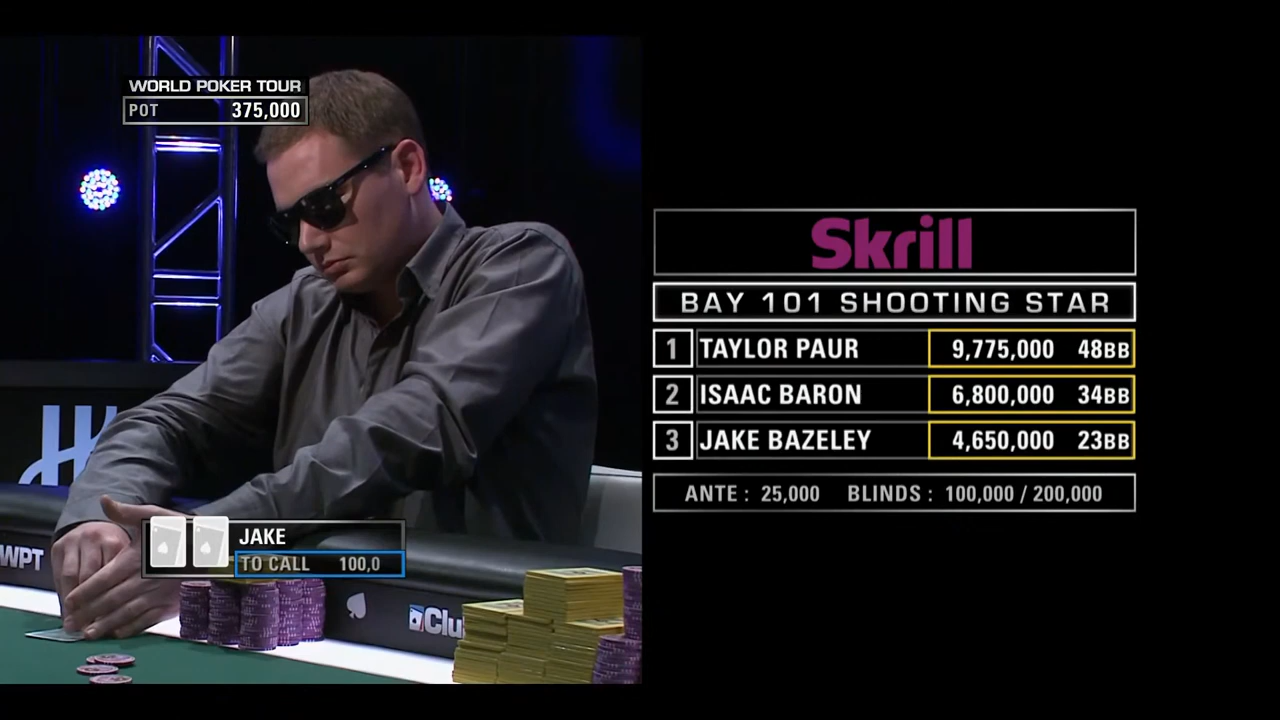 WORLD POKER TOUR
POT 375,000
Skrill
BAY 101 SHOOTING STAR
1 TAYLOR PAUR 9,775,000 48BB
2 ISAAC BARON 6,800,000 34BB
3 JAKE BAZELEY 4,650,000 23BB
ANTE : 25,000 BLINDS : 100,000 / 200,000
JAKE
TO CALL 100,0
WPT
Clu